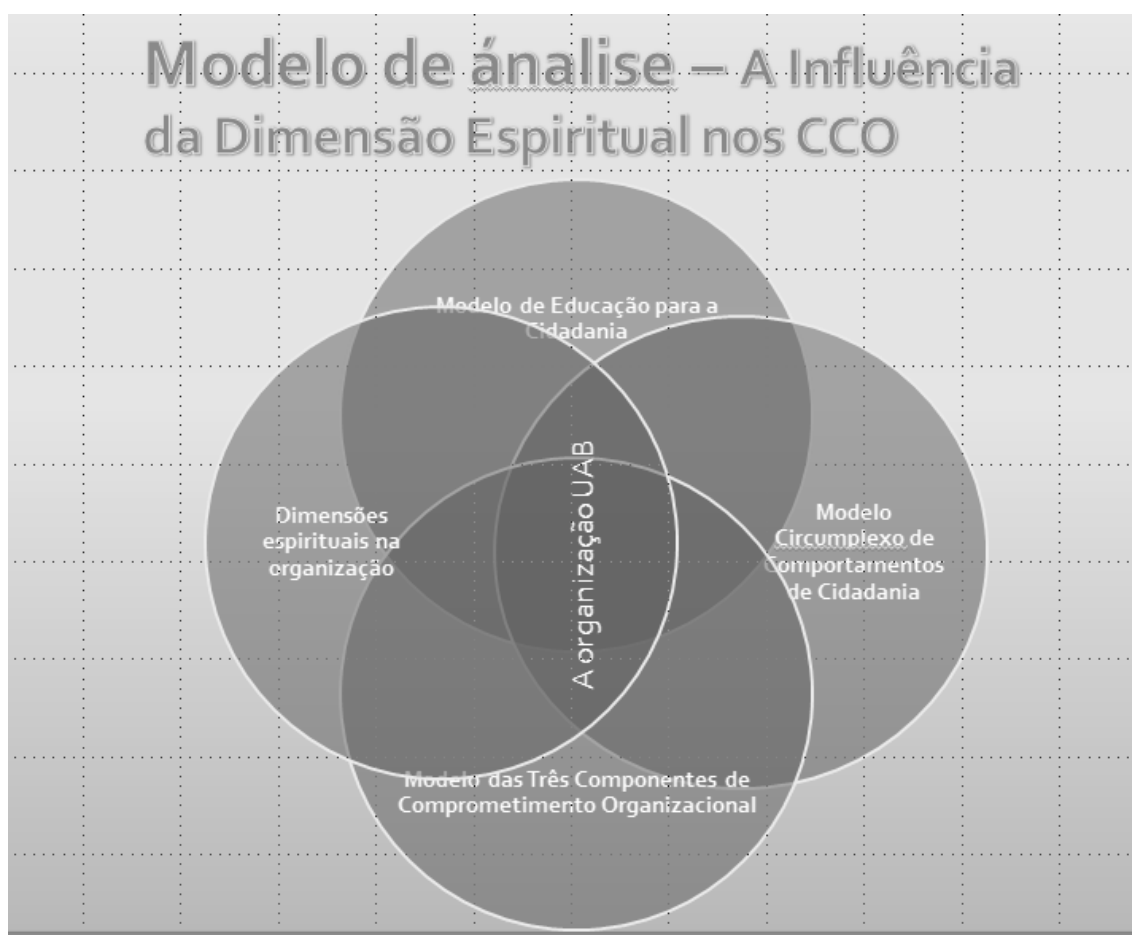 Modelo de ánalise – A Influência
da Dimensão Espiritual nos CCO
Modelo de Educação para a
Cidadania
Dimensões
espirituais na
organização
A organização UAB
Modelo
Circumplexo de
Comportamentos
de Cidadania
Modelo das Três Componentes de
Comprometimento Organizacional